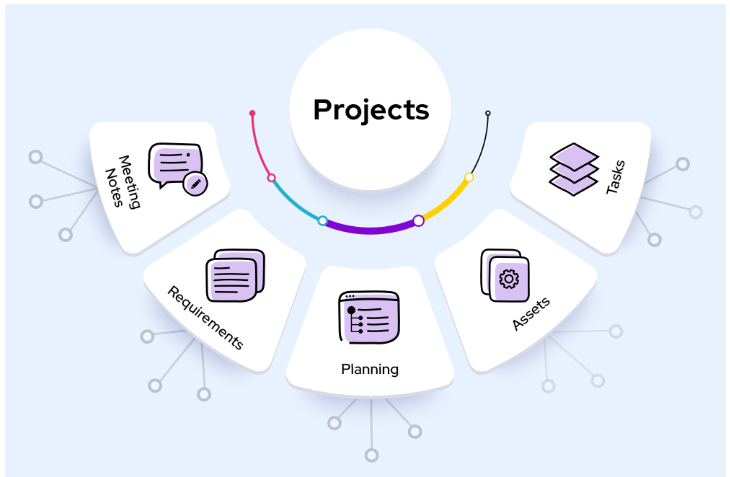 Projects
Meeting
Notes
Requirements
Planning
Assets
Tasks